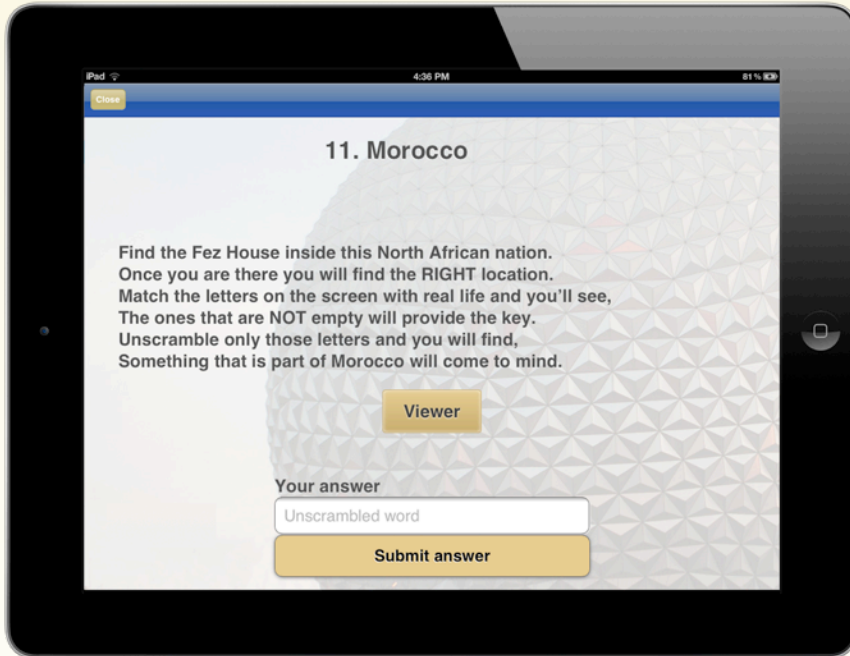 iPad 4:36 PM 81%
Close
11. Morocco
Find the Fez House inside this North African nation.
Once you are there you will find the RIGHT location.
Match the letters on the screen with real life and you'll see,
The ones that are NOT empty will provide the key.
Unscramble only those letters and you will find,
Something that is part of Morocco will come to mind.
Viewer
Your answer
Unscrambled word
Submit answer